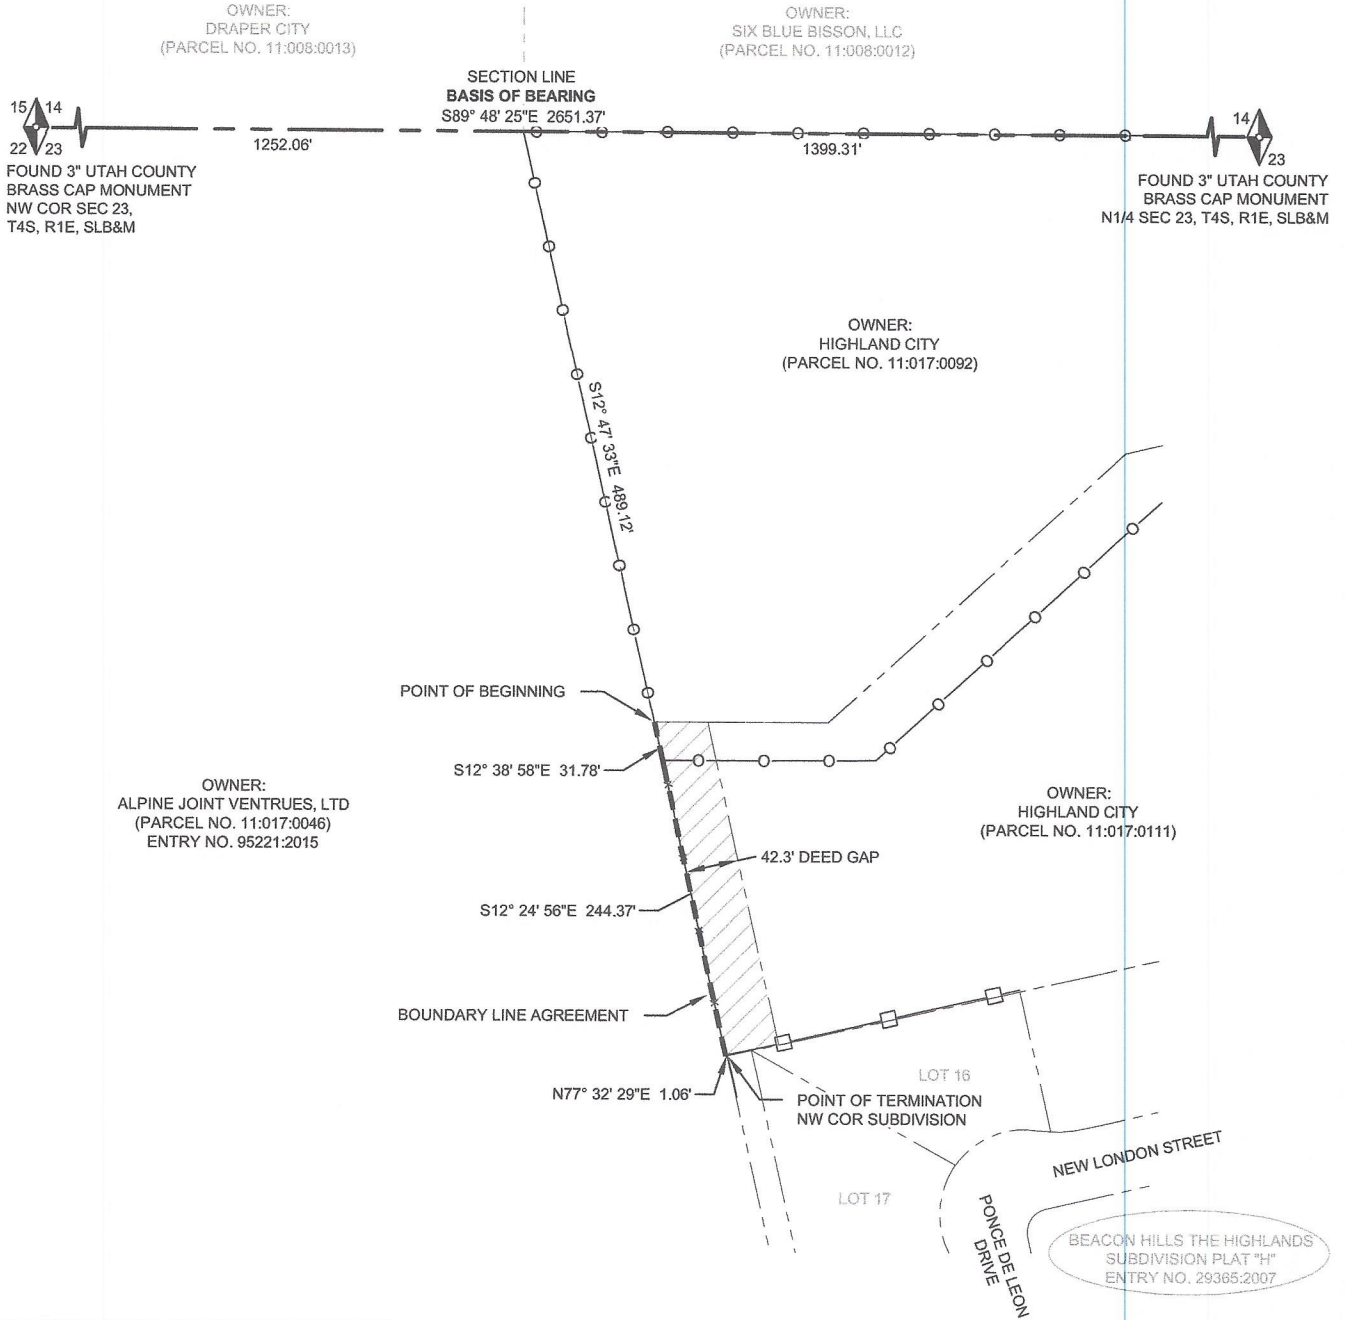 OWNER:
DRAPER CITY
(PARCEL NO. 11:008:0013)
OWNER:
SIX BLUE BISSON, LLC
(PARCEL NO. 11:008:0012)
SECTION LINE
BASIS OF BEARING
S89° 48' 25"E 2651.37'
15 14
22 23
1252.06'
1399.31'
14
23
FOUND 3" UTAH COUNTY
BRASS CAP MONUMENT
NW COR SEC 23,
T4S, R1E, SLB&M
FOUND 3" UTAH COUNTY
BRASS CAP MONUMENT
N1/4 SEC 23, T4S, R1E, SLB&M
OWNER:
HIGHLAND CITY
(PARCEL NO. 11:017:0092)
S12° 47' 33"E 489.12'
POINT OF BEGINNING
S12° 38' 58"E 31.78'
OWNER:
ALPINE JOINT VENTRUES, LTD
(PARCEL NO. 11:017:0046)
ENTRY NO. 95221:2015
OWNER:
HIGHLAND CITY
(PARCEL NO. 11:017:0111)
42.3' DEED GAP
S12° 24' 56"E 244.37'
BOUNDARY LINE AGREEMENT
N77° 32' 29"E 1.06'
POINT OF TERMINATION
NW COR SUBDIVISION
LOT 16
LOT 17
NEW LONDON STREET
PONCE DE LEON
DRIVE
BEACON HILLS THE HIGHLANDS
SUBDIVISION PLAT "H"
ENTRY NO. 29365:2007